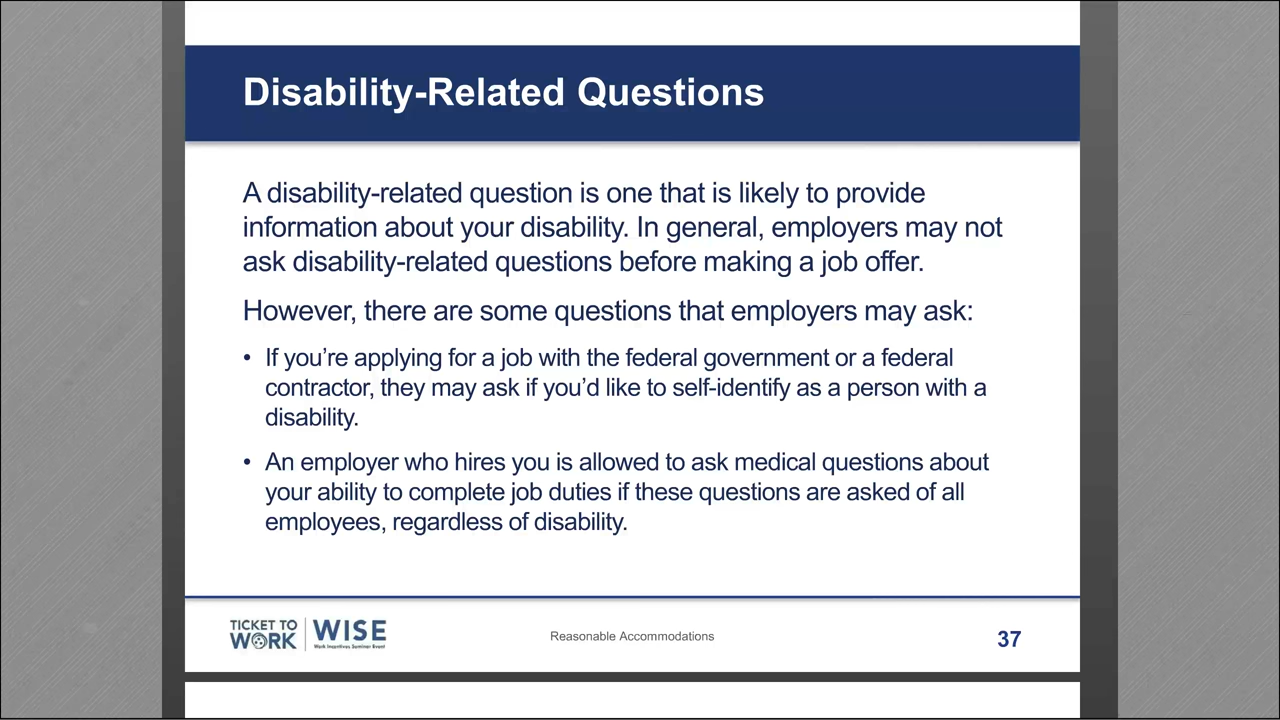 Disability-Related Questions
A disability-related question is one that is likely to provide
information about your disability. In general, employers may not
ask disability-related questions before making a job offer.
However, there are some questions that employers may ask:
• If you’re applying for a job with the federal government or a federal
contractor, they may ask if you’d like to self-identify as a person with a
disability.
• An employer who hires you is allowed to ask medical questions about
your ability to complete job duties if these questions are asked of all
employees, regardless of disability.
TICKET TO
WORK
WISE
Work Incentives Seminar Event
Reasonable Accommodations
37